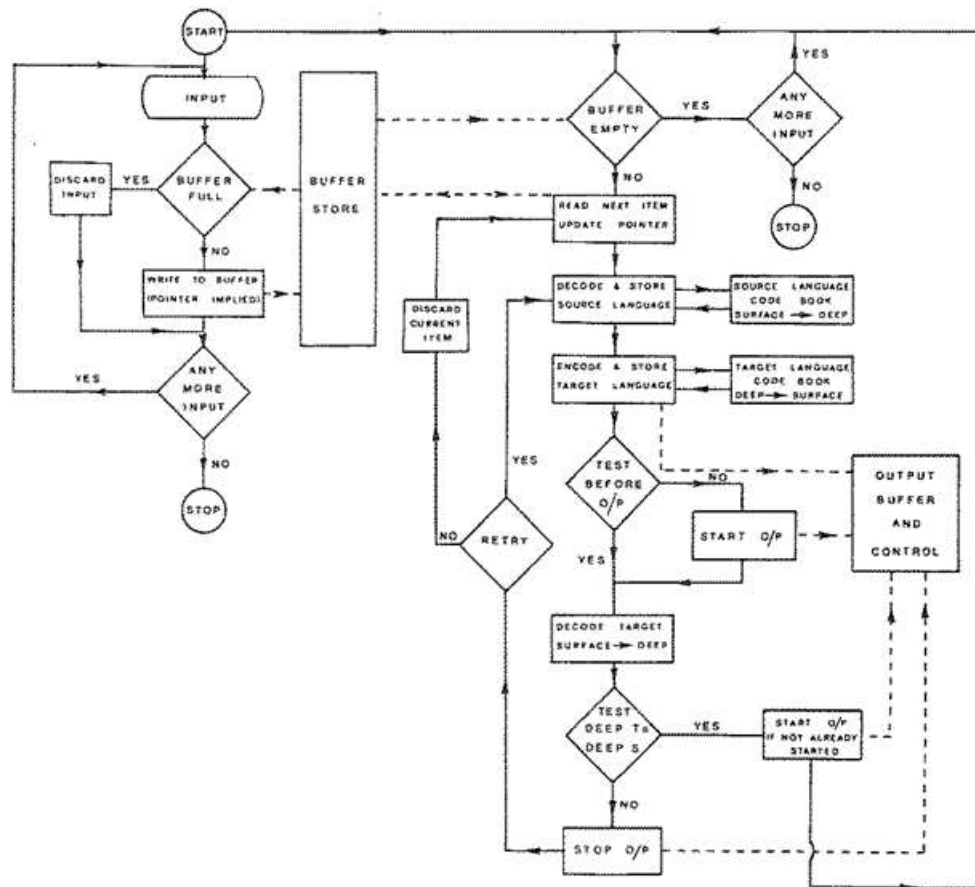 START
INPUT
BUFFER
FULL
YES
DISCARD
INPUT
NO
WRITE TO BUFFER
(POINTER IMPLIED)
ANY
MORE
INPUT
YES
NO
STOP
BUFFER
STORE
BUFFER
EMPTY
YES
ANY
MORE
INPUT
YES
NO
STOP
NO
READ NEXT ITEM
UPDATE POINTER
DECODE & STORE
SOURCE LANGUAGE
SOURCE LANGUAGE
CODE BOOK
SURFACE → DEEP
ENCODE & STORE
TARGET LANGUAGE
TARGET LANGUAGE
CODE BOOK
DEEP → SURFACE
DISCARD
CURRENT
ITEM
YES
NO
RETRY
TEST
BEFORE
O/P
NO
START O/P
YES
OUTPUT
BUFFER
AND
CONTROL
DECODE TARGET
SURFACE → DEEP
TEST
DEEP Ts
DEEP S
YES
START O/P
IF NOT ALREADY
STARTED
NO
STOP O/P